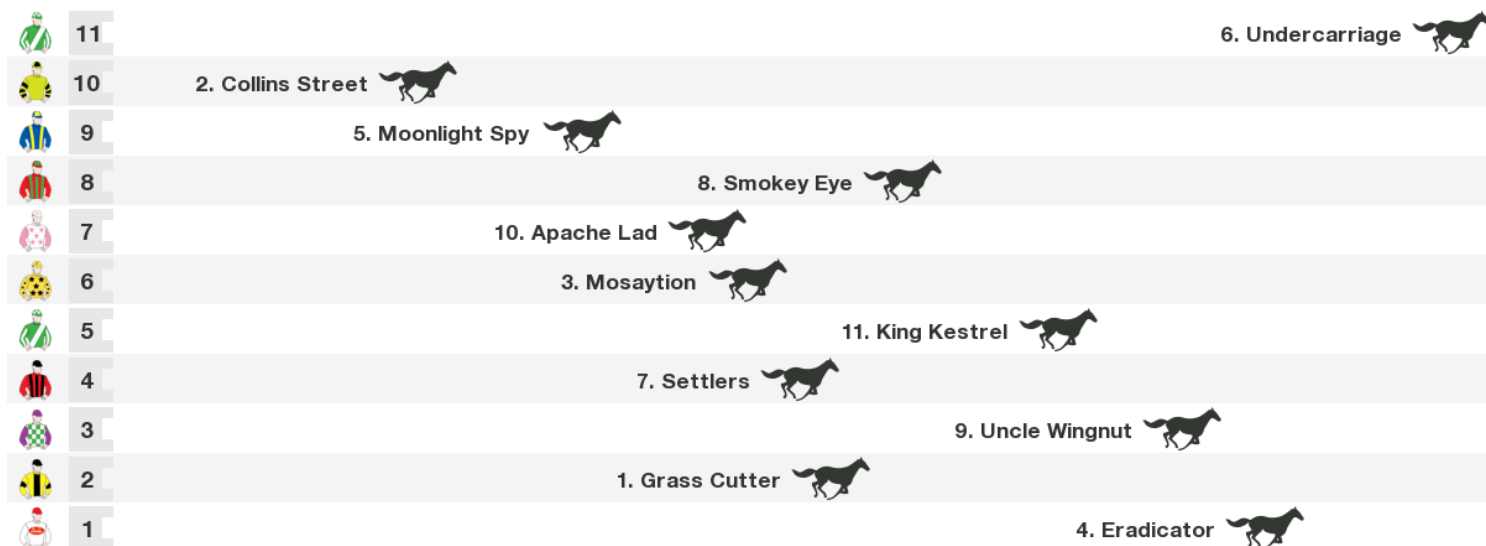 11 6. Undercarriage
10 2. Collins Street
9 5. Moonlight Spy
8 8. Smokey Eye
7 10. Apache Lad
6 3. Mosaytion
5 11. King Kestrel
4 7. Settlers
3 9. Uncle Wingnut
2 1. Grass Cutter
1 4. Eradicator